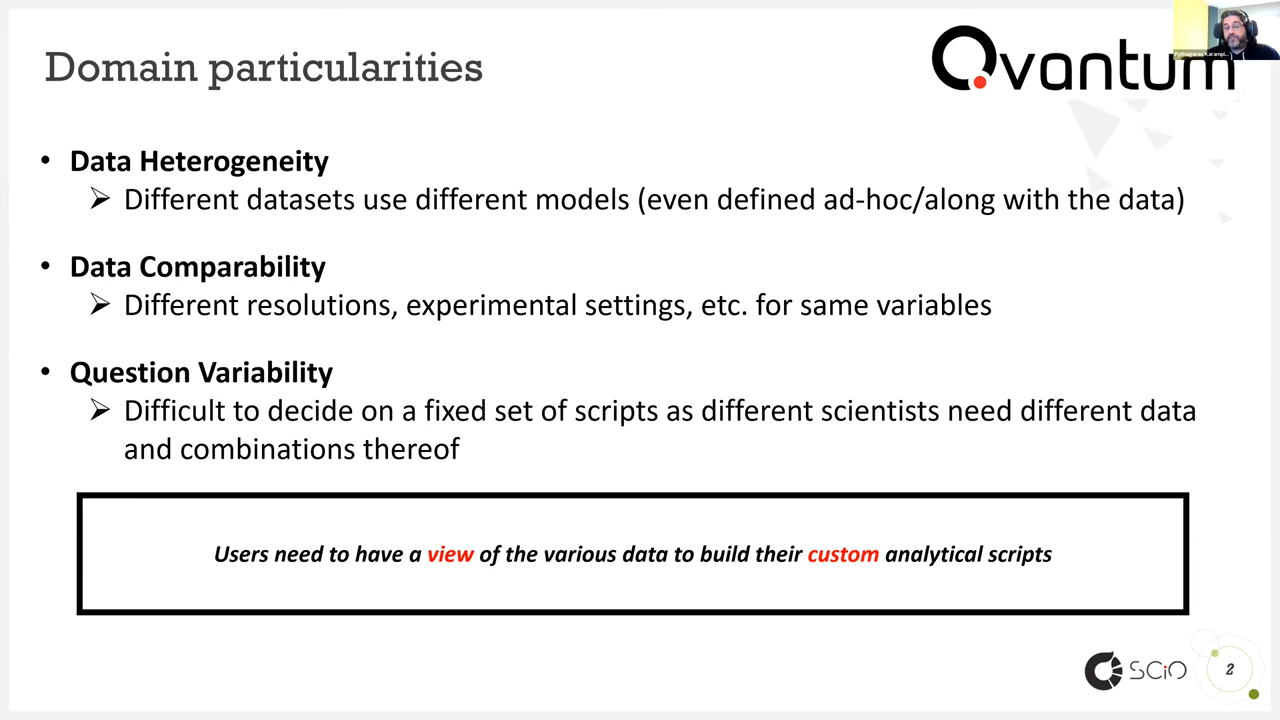 Domain particularities
Qvantum
Pythagoras Karampi...
• Data Heterogeneity
➢ Different datasets use different models (even defined ad-hoc/along with the data)
• Data Comparability
➢ Different resolutions, experimental settings, etc. for same variables
• Question Variability
➢ Difficult to decide on a fixed set of scripts as different scientists need different data
and combinations thereof
Users need to have a view of the various data to build their custom analytical scripts
SCiO
2